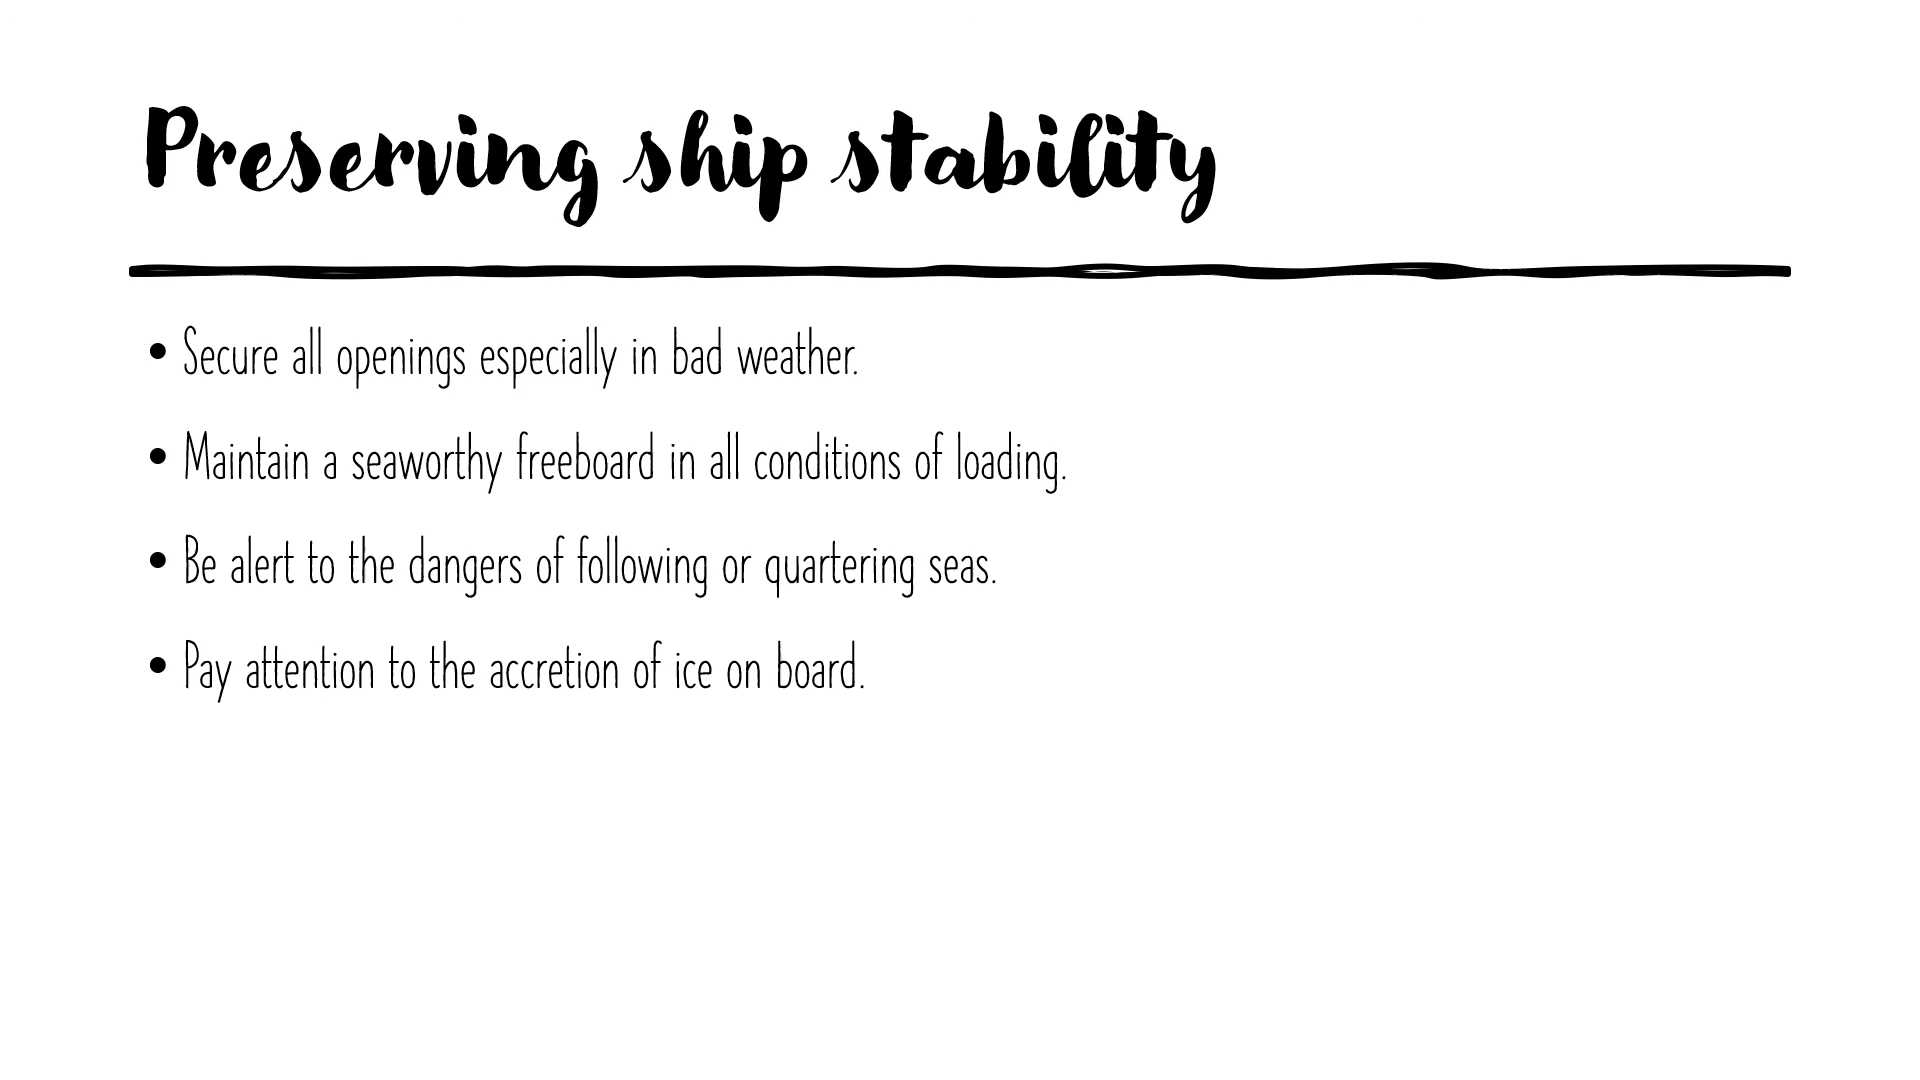 Preserving ship stability
• Secure all openings especially in bad weather.
• Maintain a seaworthy freeboard in all conditions of loading.
• Be alert to the dangers of following or quartering seas.
• Pay attention to the accretion of ice on board.